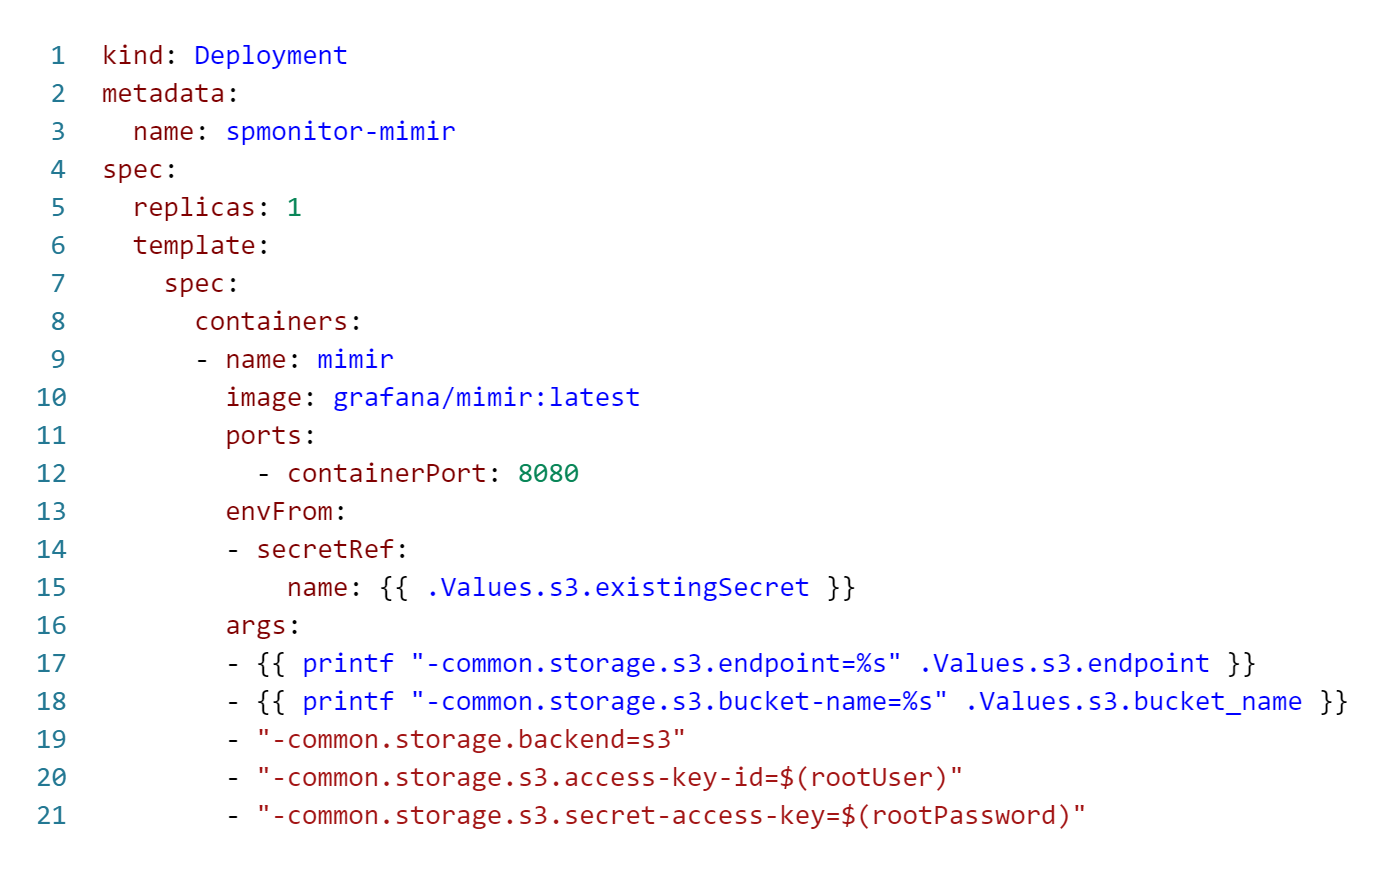 1 kind: Deployment
2 metadata:
3   name: spmonitor-mimir
4 spec:
5   replicas: 1
6   template:
7     spec:
8       containers:
9       - name: mimir
10         image: grafana/mimir:latest
11         ports:
12           - containerPort: 8080
13         envFrom:
14         - secretRef:
15             name: {{ .Values.s3.existingSecret }}
16         args:
17         - {{ printf "-common.storage.s3.endpoint=%s" .Values.s3.endpoint }}
18         - {{ printf "-common.storage.s3.bucket-name=%s" .Values.s3.bucket_name }}
19         - "-common.storage.backend=s3"
20         - "-common.storage.s3.access-key-id=$(rootUser)"
21         - "-common.storage.s3.secret-access-key=$(rootPassword)"